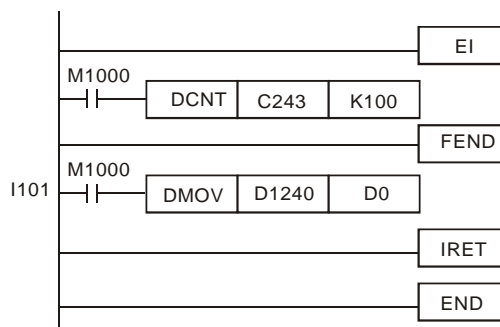 EI
M1000
DCNT C243 K100
FEND
M1000
I101 DMOV D1240 D0
IRET
END